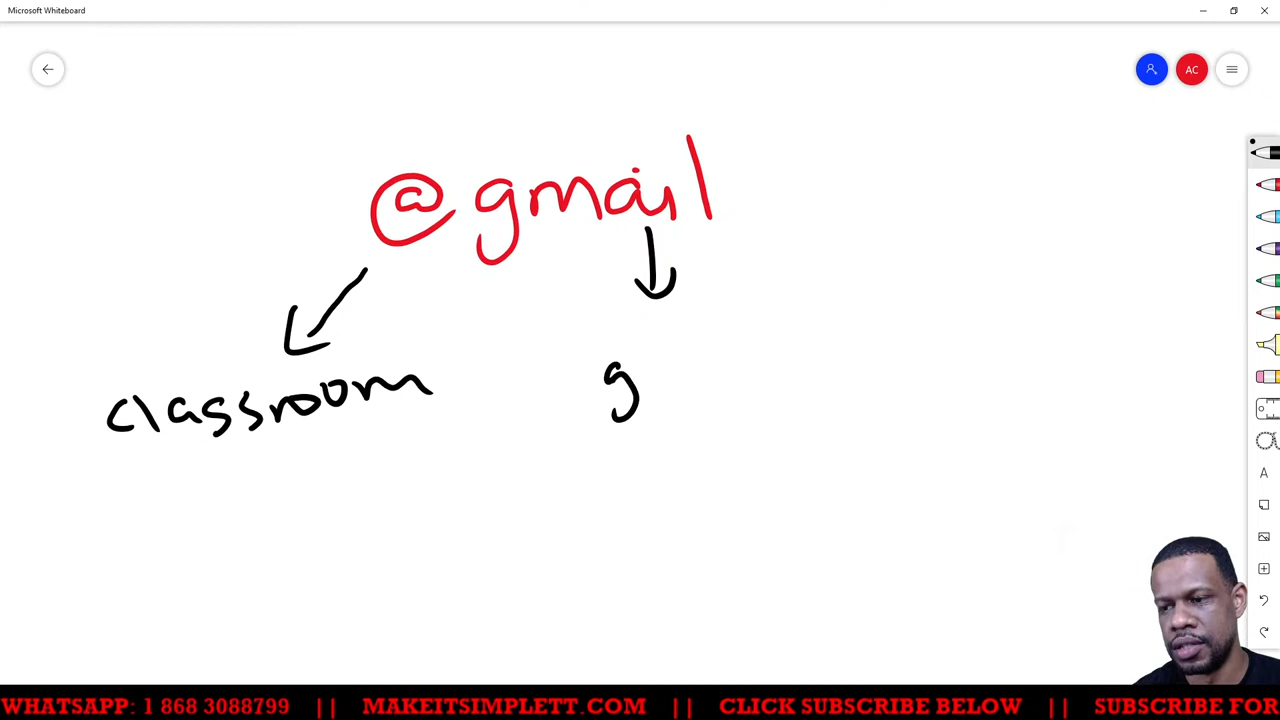 Microsoft Whiteboard
AC
@gmail
classroom
g
A
WHATSAPP: 1 868 3088799 || MAKEITSIMPLETT.COM || CLICK SUBSCRIBE BELOW || SUBSCRIBE FOR